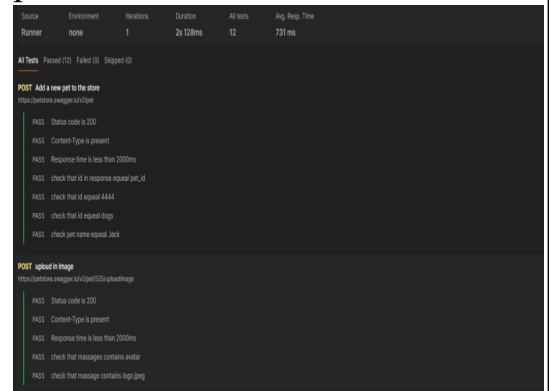 Source Environment Iterations Duration All tests Avg. Resp. Time
Runner none 1 2s 128ms 12 731 ms
All Tests Passed (12) Failed (0) Skipped (0)
POST Add a new pet to the store
https://petstore.swagger.io/v2/pet
PASS Status code is 200
PASS Content-Type is present
PASS Response time is less than 2000ms
PASS check that id in response equeal pet_id
PASS check that id equeal 4444
PASS check that id equeal dogs
PASS check pet name equeal Jack
POST uploud in Image
https://petstore.swagger.io/v2/pet/525/uploadImage
PASS Status code is 200
PASS Content-Type is present
PASS Response time is less than 2000ms
PASS check that massages contains avatar
PASS check that massage contains logo.jpeg